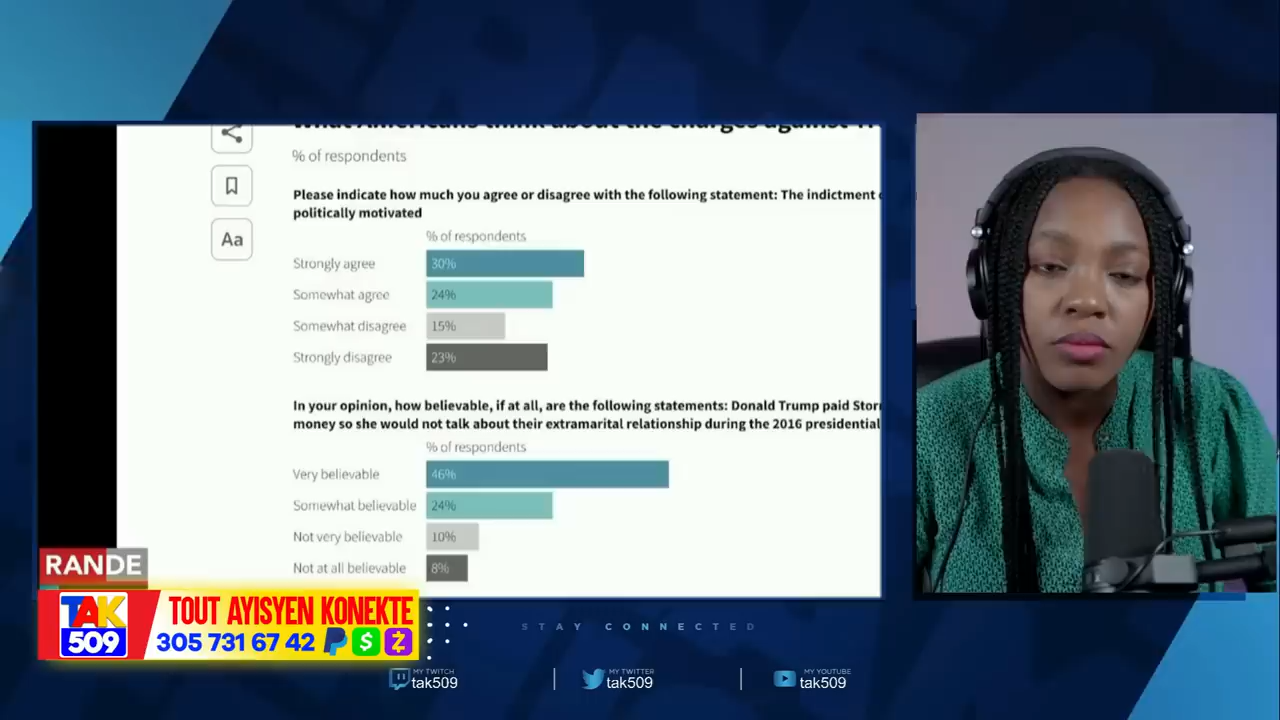 % of respondents
Please indicate how much you agree or disagree with the following statement: The indictment
politically motivated
% of respondents
Strongly agree 30%
Somewhat agree 24%
Somewhat disagree 15%
Strongly disagree 23%
In your opinion, how believable, if at all, are the following statements: Donald Trump paid
money so she would not talk about their extramarital relationship during the 2016 presidential
% of respondents
Very believable 46%
Somewhat believable 24%
Not very believable 10%
Not at all believable 8%
Aa
RANDE
TAK
509
TOUT AYISYEN KONEKTE
305 731 67 42
STAY CONNECTED
MY TWITCH
tak509
MY TWITTER
tak509
MY YOUTUBE
tak509